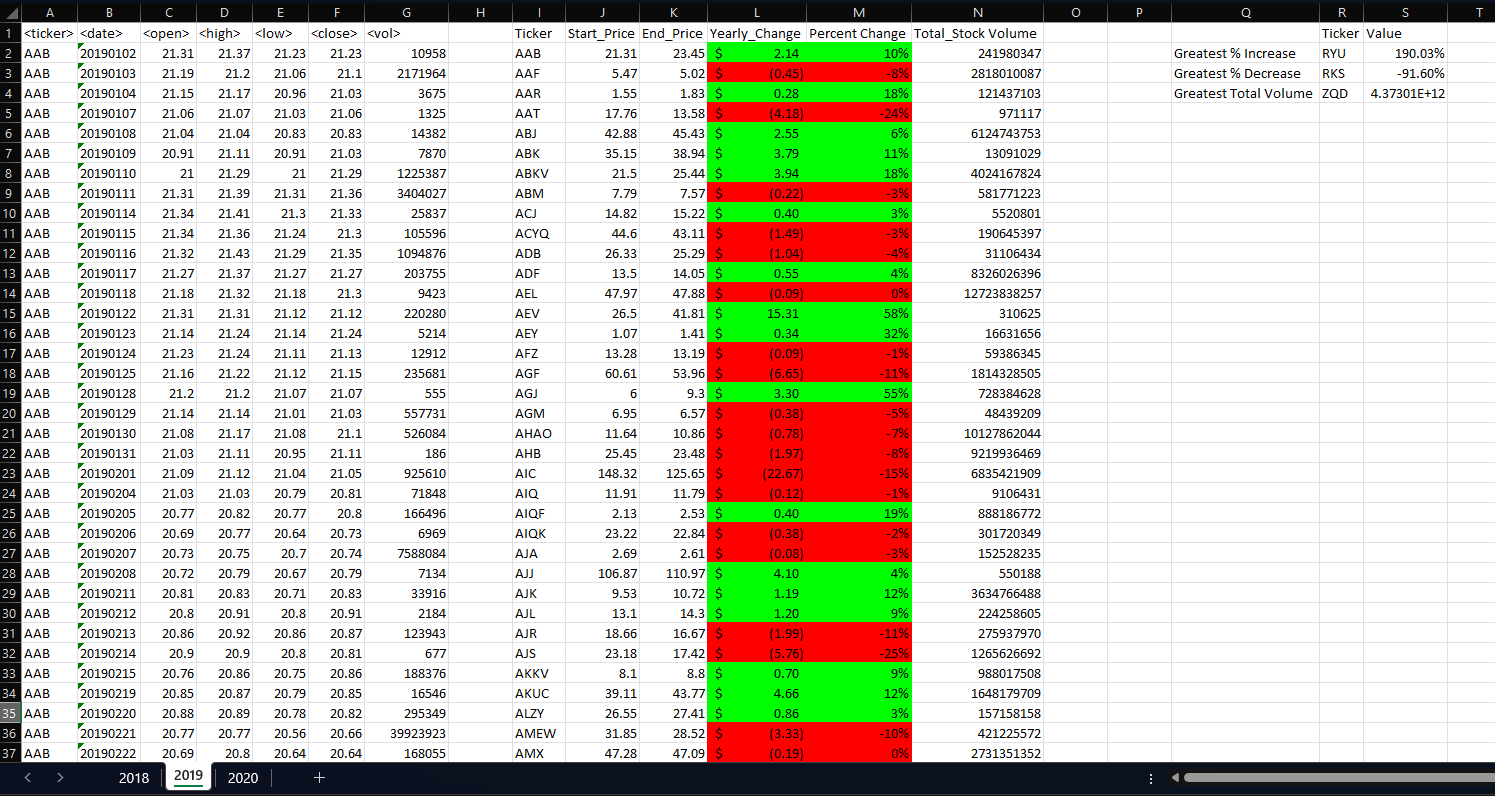 A B C D E F G H I J K L M N O P Q R S T
1 <ticker> <date> <open> <high> <low> <close> <vol> Ticker Start_Price End_Price Yearly_Change Percent Change Total_Stock Volume Ticker Value
2 AAB 20190102 21.31 21.37 21.23 21.23 10958 AAB 21.31 23.45 $ 2.14 10% 241980347 Greatest % Increase RYU 190.03%
3 AAB 20190103 21.19 21.2 21.06 21.1 2171964 AAF 5.47 5.02 $ (0.45) -8% 2818010087 Greatest % Decrease RKS -91.60%
4 AAB 20190104 21.15 21.17 20.96 21.03 3675 AAR 1.55 1.83 $ 0.28 18% 121437103 Greatest Total Volume ZQD 4.37301E+12
5 AAB 20190107 21.06 21.07 21.03 21.06 1325 AAT 17.76 13.58 $ (4.18) -24% 971117
6 AAB 20190108 21.04 21.04 20.83 20.83 14382 ABJ 42.88 45.43 $ 2.55 6% 6124743753
7 AAB 20190109 20.91 21.11 20.91 21.03 7870 ABK 35.15 38.94 $ 3.79 11% 13091029
8 AAB 20190110 21 21.29 21 21.29 1225387 ABKV 21.5 25.44 $ 3.94 18% 4024167824
9 AAB 20190111 21.31 21.39 21.31 21.36 3404027 ABM 7.79 7.57 $ (0.22) -3% 581771223
10 AAB 20190114 21.34 21.41 21.3 21.33 25837 ACJ 14.82 15.22 $ 0.40 3% 5520801
11 AAB 20190115 21.34 21.36 21.24 21.3 105596 ACYQ 44.6 43.11 $ (1.49) -3% 190645397
12 AAB 20190116 21.32 21.43 21.29 21.35 1094876 ADB 26.33 25.29 $ (1.04) -4% 31106434
13 AAB 20190117 21.27 21.37 21.27 21.27 203755 ADF 13.5 14.05 $ 0.55 4% 8326026396
14 AAB 20190118 21.18 21.32 21.18 21.3 9423 AEL 47.97 47.88 $ (0.09) 0% 12723838257
15 AAB 20190122 21.31 21.31 21.12 21.12 220280 AEV 26.5 41.81 $ 15.31 58% 310625
16 AAB 20190123 21.14 21.24 21.14 21.24 5214 AEY 1.07 1.41 $ 0.34 32% 16631656
17 AAB 20190124 21.23 21.24 21.11 21.13 12912 AFZ 13.28 13.19 $ (0.09) -1% 59386345
18 AAB 20190125 21.16 21.22 21.12 21.15 235681 AGF 60.61 53.96 $ (6.65) -11% 1814328505
19 AAB 20190128 21.2 21.2 21.07 21.07 555 AGJ 6 9.3 $ 3.30 55% 728384628
20 AAB 20190129 21.14 21.14 21.01 21.03 557731 AGM 6.95 6.57 $ (0.38) -5% 48439209
21 AAB 20190130 21.08 21.17 21.08 21.1 526084 AHAO 11.64 10.86 $ (0.78) -7% 10127862044
22 AAB 20190131 21.03 21.11 20.95 21.11 186 AHB 25.45 23.48 $ (1.97) -8% 9219936469
23 AAB 20190201 21.09 21.12 21.04 21.05 925610 AIC 148.32 125.65 $ (22.67) -15% 6835421909
24 AAB 20190204 21.03 21.03 20.79 20.81 71848 AIQ 11.91 11.79 $ (0.12) -1% 9106431
25 AAB 20190205 20.77 20.82 20.77 20.8 166496 AIQF 2.13 2.53 $ 0.40 19% 888186772
26 AAB 20190206 20.69 20.77 20.64 20.73 6969 AIQK 23.22 22.84 $ (0.38) -2% 301720349
27 AAB 20190207 20.73 20.75 20.7 20.74 7588084 AJA 2.69 2.61 $ (0.08) -3% 152528235
28 AAB 20190208 20.72 20.79 20.67 20.79 7134 AJJ 106.87 110.97 $ 4.10 4% 550188
29 AAB 20190211 20.81 20.83 20.71 20.83 33916 AJK 9.53 10.72 $ 1.19 12% 3634766488
30 AAB 20190212 20.8 20.91 20.8 20.91 2184 AJL 13.1 14.3 $ 1.20 9% 224258605
31 AAB 20190213 20.86 20.92 20.86 20.87 123943 AJR 18.66 16.67 $ (1.99) -11% 275937970
32 AAB 20190214 20.9 20.9 20.8 20.81 677 AJS 23.18 17.42 $ (5.76) -25% 1265626692
33 AAB 20190215 20.76 20.86 20.75 20.86 188376 AKKV 8.1 8.8 $ 0.70 9% 988017508
34 AAB 20190219 20.85 20.87 20.79 20.85 16546 AKUC 39.11 43.77 $ 4.66 12% 1648179709
35 AAB 20190220 20.88 20.89 20.78 20.82 295349 ALZY 26.55 27.41 $ 0.86 3% 157158158
36 AAB 20190221 20.77 20.77 20.56 20.66 39923923 AMEW 31.85 28.52 $ (3.33) -10% 421225572
37 AAB 20190222 20.69 20.8 20.64 20.64 168055 AMX 47.28 47.09 $ (0.19) 0% 2731351352
2018 2019 2020